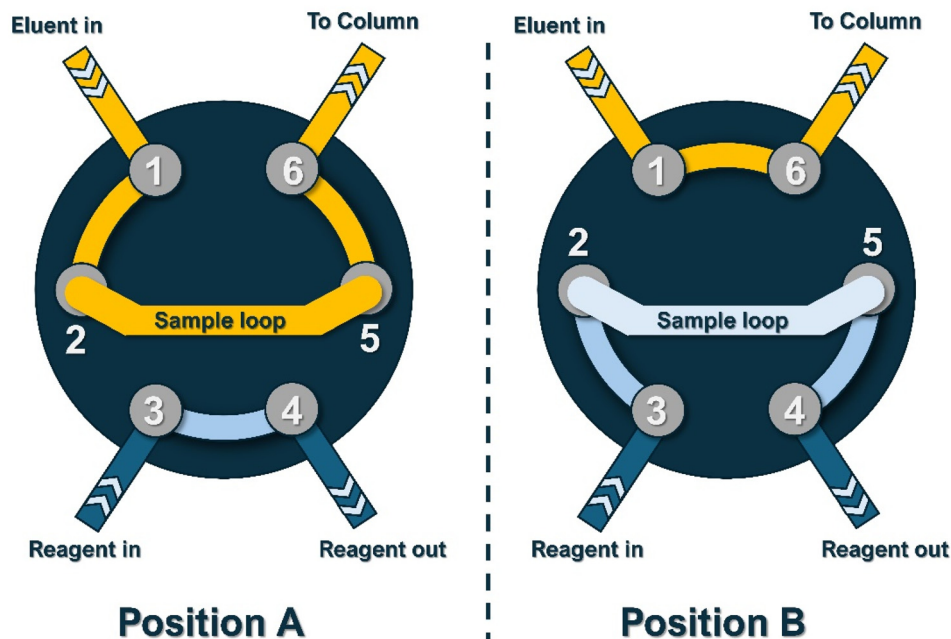 Eluent in
To Column
1
6
2
5
Sample loop
3
4
Reagent in
Reagent out
Position A
Eluent in
To Column
1
6
2
5
Sample loop
3
4
Reagent in
Reagent out
Position B